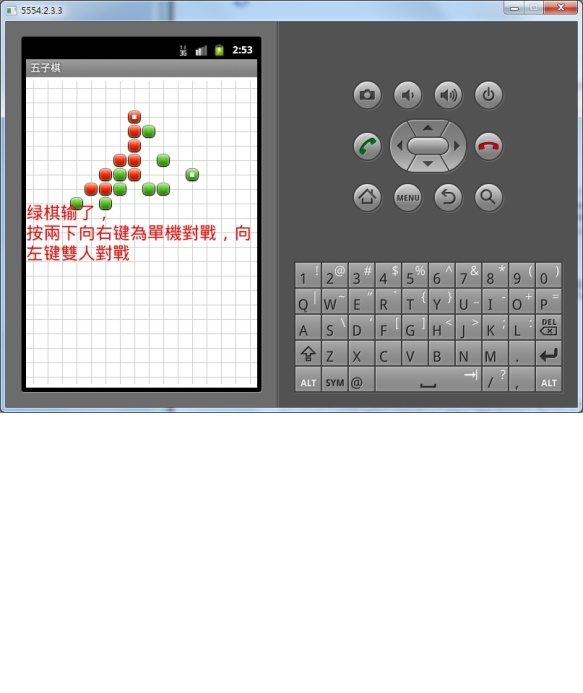 5554:2.3.3
3G 2:53
五子棋
绿棋输了，
按兩下向右键為單機對戰，向
左键雙人對戰
MENU
1 ! 2 @ 3 # 4 $ 5 % 6 ^ 7 & 8 * 9 ( 0 )
Q | W ~ E " R ` T { Y } U _ I - O + P =
A S \ D ' F [ G ] H < J > K ; L : DEL
Z X C V B N M .
ALT SYM @ / ? , ALT